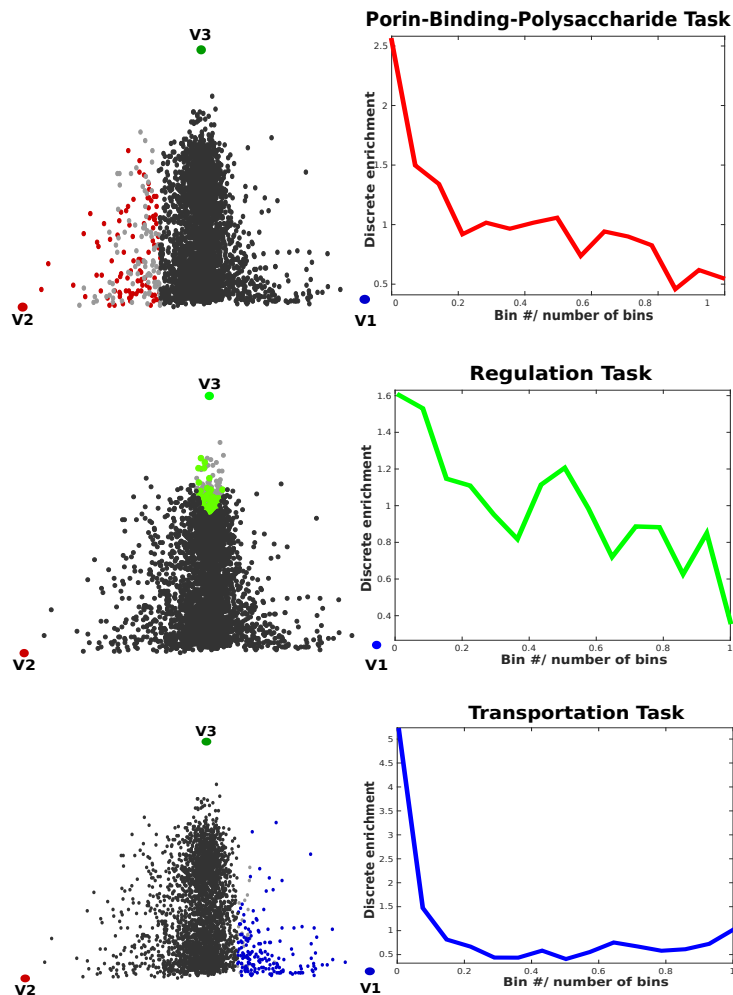 Porin-Binding-Polysaccharide Task
V3
V2
V1
2.5
2
1.5
1
0.5
Discrete enrichment
0 0.2 0.4 0.6 0.8 1
Bin #/ number of bins
Regulation Task
V3
V2
V1
1.6
1.4
1.2
1
0.8
0.6
0.4
Discrete enrichment
0 0.2 0.4 0.6 0.8 1
Bin #/ number of bins
Transportation Task
V3
V2
V1
5
4.5
4
3.5
3
2.5
2
1.5
1
0.5
Discrete enrichment
0 0.2 0.4 0.6 0.8 1
Bin #/ number of bins